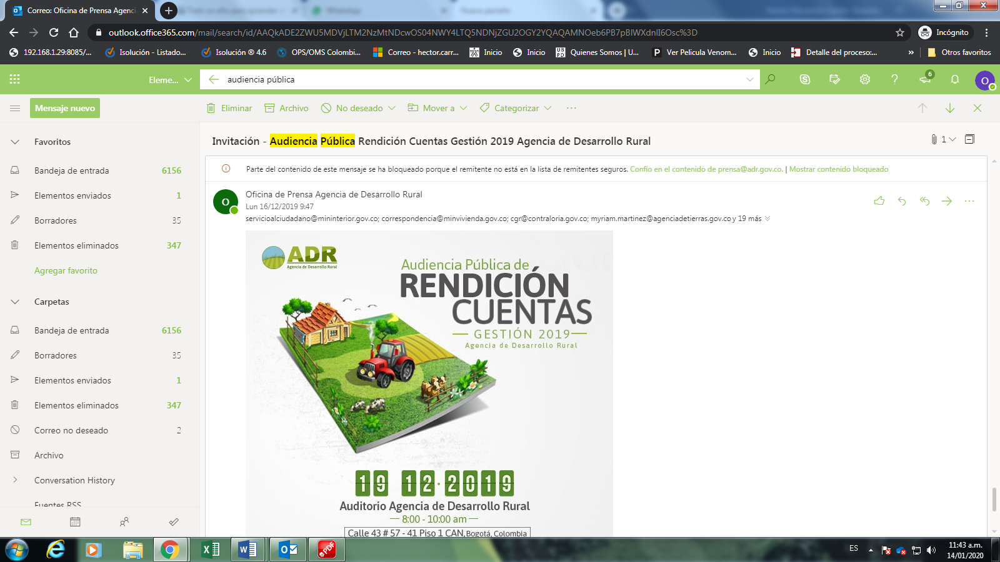 Correo: Oficina de Prensa Agenci
WhatsApp
outlook.office365.com/mail/search/id/AAQkADE2ZWU5MDVjLTM2NzMtNDcwOS04NWY4LTQ5NDNjZGU2OGY2YQAQAMNOeb6PB7pBIWXdnlI6Osc%3D
Incógnito
192.168.1.29:8085/...
Isolución - Listado...
Isolución ® 4.6
OPS/OMS Colombi...
Correo - hector.carr...
Inicio
Inicio
Quienes Somos | U...
Ver Pelicula Venom...
Inicio
Detalle del proceso:...
»
Otros favoritos
Eleme...
audiencia pública
6
O
Mensaje nuevo
Eliminar
Archivo
No deseado
Mover a
Categorizar
Favoritos
Bandeja de entrada 6156
Elementos enviados 1
Borradores 35
Elementos eliminados 347
Agregar favorito
Carpetas
Bandeja de entrada 6156
Borradores 35
Elementos enviados 1
Elementos eliminados 347
Correo no deseado 2
Archivo
Conversation History
Fuentes RSS
Invitación - Audiencia Pública Rendición Cuentas Gestión 2019 Agencia de Desarrollo Rural
1
Parte del contenido de este mensaje se ha bloqueado porque el remitente no está en la lista de remitentes seguros. Confío en el contenido de prensa@adr.gov.co. | Mostrar contenido bloqueado
O
Oficina de Prensa Agencia de Desarrollo Rural
Lun 16/12/2019 9:47
servicioalciudadano@mininterior.gov.co; correspondencia@minvivienda.gov.co; cgr@contraloria.gov.co; myriam.martinez@agenciadetierras.gov.co y 19 más
ADR
Agencia de Desarrollo Rural
Audiencia Pública de
RENDICIÓN
CUENTAS
GESTIÓN 2019
Agencia de Desarrollo Rural
19 12·2019
Auditorio Agencia de Desarrollo Rural
8:00 - 10:00 am
Calle 43 # 57 - 41 Piso 1 CAN, Bogotá, Colombia
PDF
ES
11:43 a.m.
14/01/2020